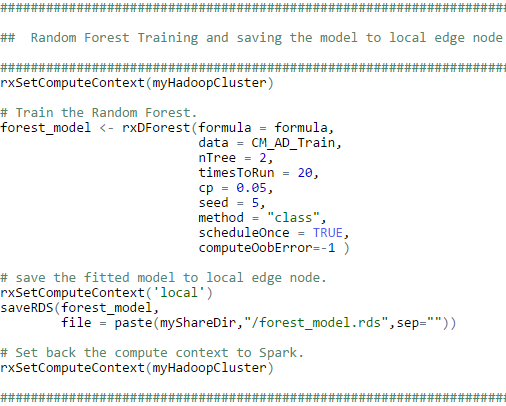 ################################################################################
##  Random Forest Training and saving the model to local edge node
################################################################################
rxSetComputeContext(myHadoopCluster)
# Train the Random Forest.
forest_model <- rxDForest(formula = formula,
                          data = CM_AD_Train,
                          nTree = 2,
                          timesToRun = 20,
                          cp = 0.05,
                          seed = 5,
                          method = "class",
                          scheduleOnce = TRUE,
                          computeOobError=-1 )
# save the fitted model to local edge node.
rxSetComputeContext('local')
saveRDS(forest_model,
        file = paste(myShareDir,"/forest_model.rds",sep=""))
# Set back the compute context to Spark.
rxSetComputeContext(myHadoopCluster)
################################################################################